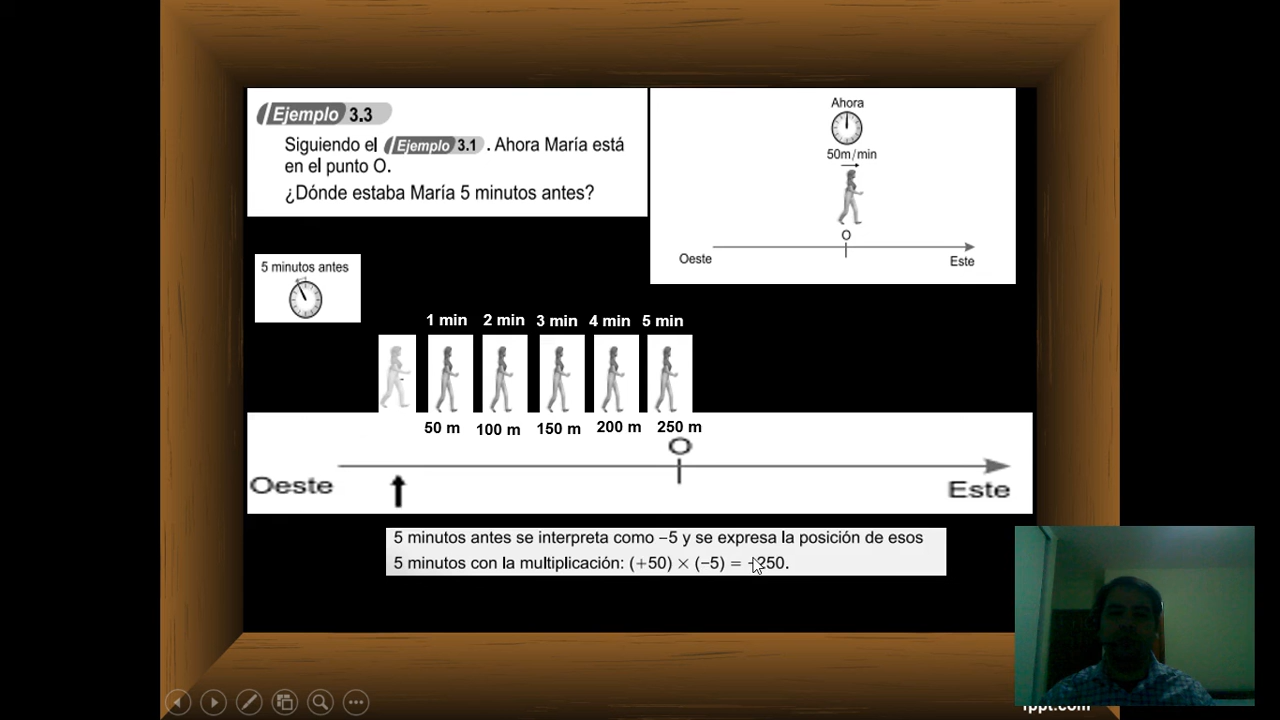 Ejemplo 3.3
Siguiendo el Ejemplo 3.1 . Ahora María está
en el punto O.
¿Dónde estaba María 5 minutos antes?
Ahora
50m/min
O
Oeste
Este
5 minutos antes
1 min 2 min 3 min 4 min 5 min
50 m 100 m 150 m 200 m 250 m
O
Oeste
Este
5 minutos antes se interpreta como −5 y se expresa la posición de esos
5 minutos con la multiplicación: (+50) × (−5) = −250.
fppt.com